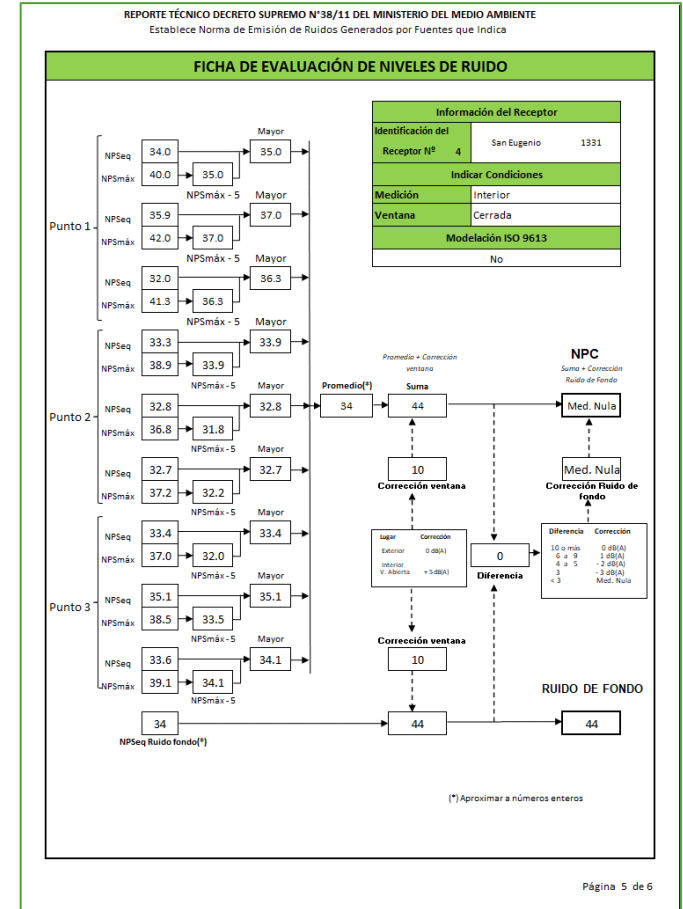 REPORTE TÉCNICO DECRETO SUPREMO N°38/11 DEL MINISTERIO DEL MEDIO AMBIENTE
Establece Norma de Emisión de Ruidos Generados por Fuentes que Indica
FICHA DE EVALUACIÓN DE NIVELES DE RUIDO
Información del Receptor
Identificación del
Receptor Nº 4
San Eugenio 1331
Indicar Condiciones
Medición Interior
Ventana Cerrada
Modelación ISO 9613
No
Punto 1
Mayor
NPSeq 34.0 35.0
NPSmáx 40.0 35.0
NPSmáx - 5 Mayor
NPSeq 35.9 37.0
NPSmáx 42.0 37.0
NPSmáx - 5 Mayor
NPSeq 32.0 36.3
NPSmáx 41.3 36.3
NPSmáx - 5 Mayor
Punto 2
NPSeq 33.3 33.9
NPSmáx 38.9 33.9
NPSmáx - 5 Mayor
NPSeq 32.8 32.8
NPSmáx 36.8 31.8
NPSmáx - 5 Mayor
NPSeq 32.7 32.7
NPSmáx 37.2 32.2
NPSmáx - 5 Mayor
Punto 3
NPSeq 33.4 33.4
NPSmáx 37.0 32.0
NPSmáx - 5 Mayor
NPSeq 35.1 35.1
NPSmáx 38.5 33.5
NPSmáx - 5 Mayor
NPSeq 33.6 34.1
NPSmáx 39.1 34.1
NPSmáx - 5
Promedio(*)
34
Promedio + Corrección
ventana
Suma
44
NPC
Suma + Corrección
Ruido de Fondo
Med. Nula
10
Corrección ventana
Med. Nula
Corrección Ruido de
fondo
Lugar Corrección
Exterior 0 dB(A)
Interior
V. Abierta + 5 dB(A)
0
Diferencia
Diferencia Corrección
10 o más 0 dB(A)
6 a 9 1 dB(A)
4 a 5 - 2 dB(A)
3 - 3 dB(A)
< 3 Med. Nula
Corrección ventana
10
RUIDO DE FONDO
34 44 44
NPSeq Ruido fondo(*)
(*) Aproximar a números enteros
Página 5 de 6